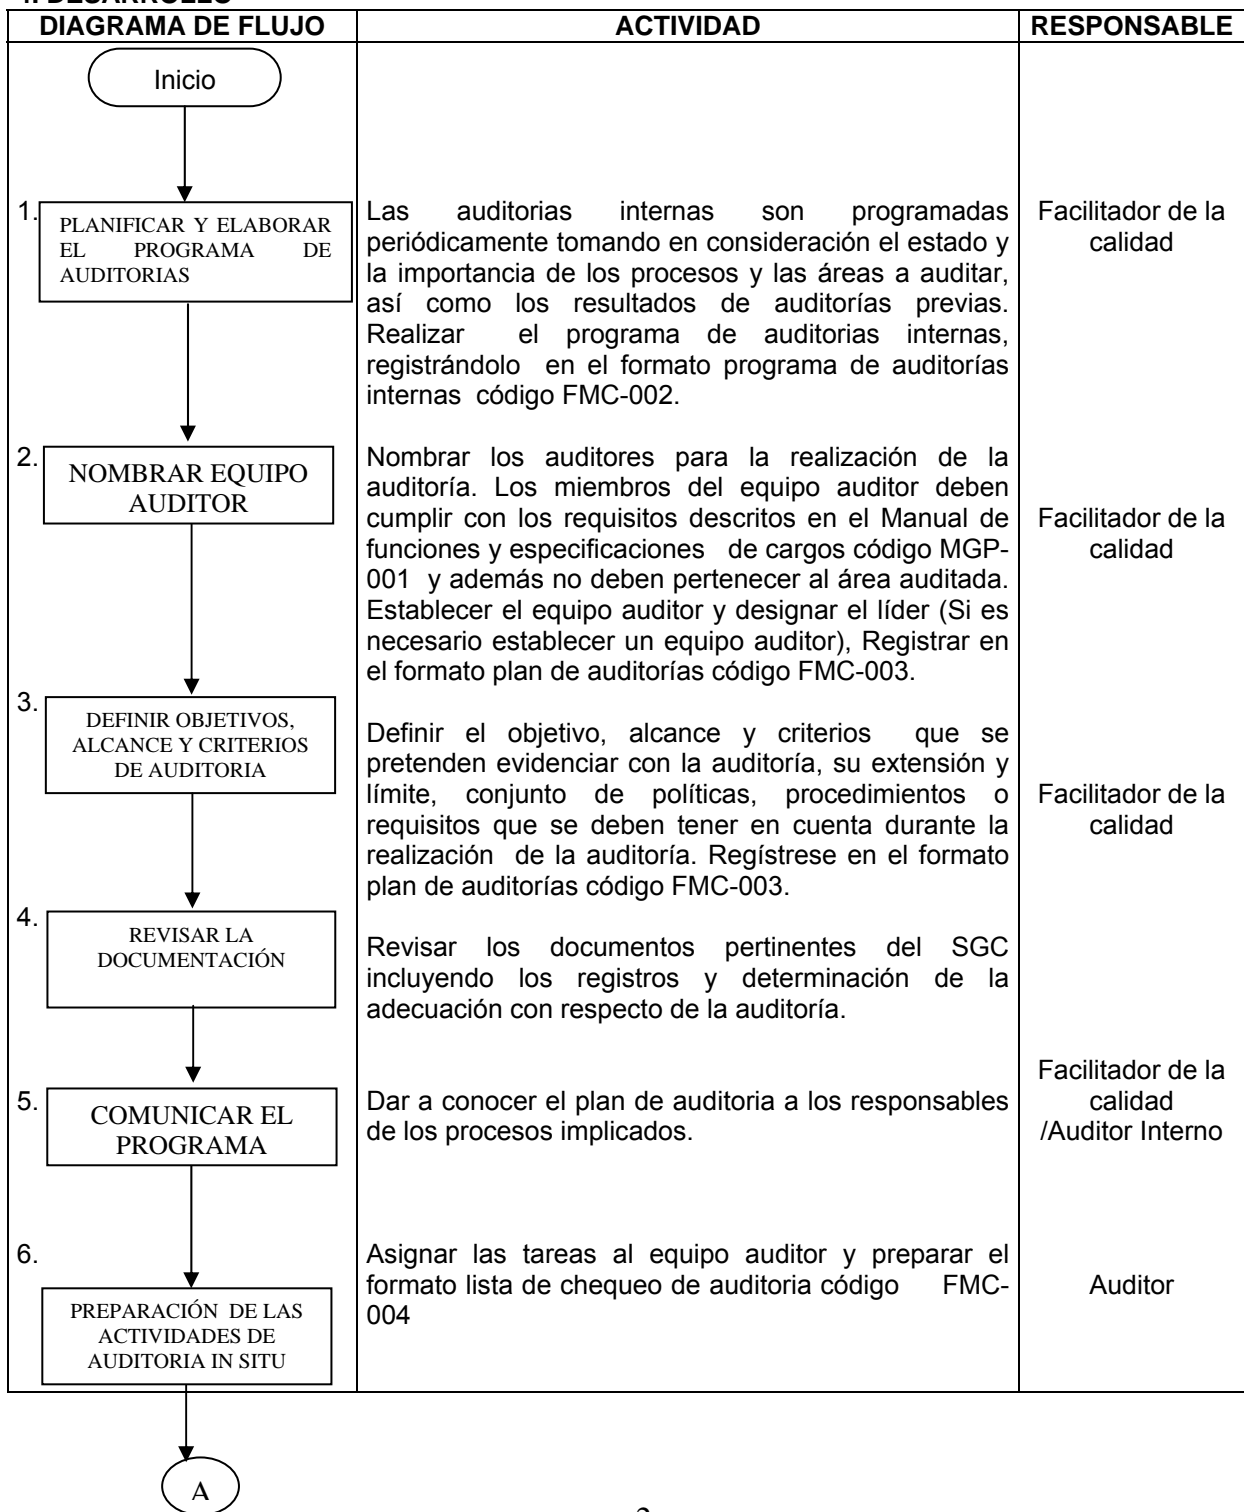 4. DESARROLLO
DIAGRAMA DE FLUJO
ACTIVIDAD
RESPONSABLE
Inicio
1.
PLANIFICAR Y ELABORAR
EL PROGRAMA DE
AUDITORIAS
Las auditorias internas son programadas
periódicamente tomando en consideración el estado y
la importancia de los procesos y las áreas a auditar,
así como los resultados de auditorías previas.
Realizar el programa de auditorias internas,
registrándolo en el formato programa de auditorías
internas código FMC-002.
Facilitador de la
calidad
2.
NOMBRAR EQUIPO
AUDITOR
Nombrar los auditores para la realización de la
auditoría. Los miembros del equipo auditor deben
cumplir con los requisitos descritos en el Manual de
funciones y especificaciones de cargos código MGP-
001 y además no deben pertenecer al área auditada.
Establecer el equipo auditor y designar el líder (Si es
necesario establecer un equipo auditor), Registrar en
el formato plan de auditorías código FMC-003.
Facilitador de la
calidad
3.
DEFINIR OBJETIVOS,
ALCANCE Y CRITERIOS
DE AUDITORIA
Definir el objetivo, alcance y criterios que se
pretenden evidenciar con la auditoría, su extensión y
límite, conjunto de políticas, procedimientos o
requisitos que se deben tener en cuenta durante la
realización de la auditoría. Regístrese en el formato
plan de auditorías código FMC-003.
Facilitador de la
calidad
4.
REVISAR LA
DOCUMENTACIÓN
Revisar los documentos pertinentes del SGC
incluyendo los registros y determinación de la
adecuación con respecto de la auditoría.
5.
COMUNICAR EL
PROGRAMA
Dar a conocer el plan de auditoria a los responsables
de los procesos implicados.
Facilitador de la
calidad
/Auditor Interno
6.
PREPARACIÓN DE LAS
ACTIVIDADES DE
AUDITORIA IN SITU
Asignar las tareas al equipo auditor y preparar el
formato lista de chequeo de auditoria código FMC-
004
Auditor
A